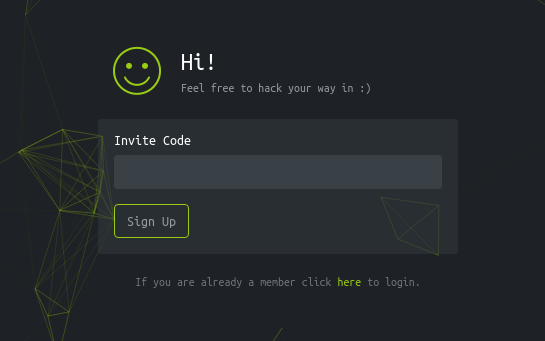 Hi!
Feel free to hack your way in :)
Invite Code
Sign Up
If you are already a member click here to login.